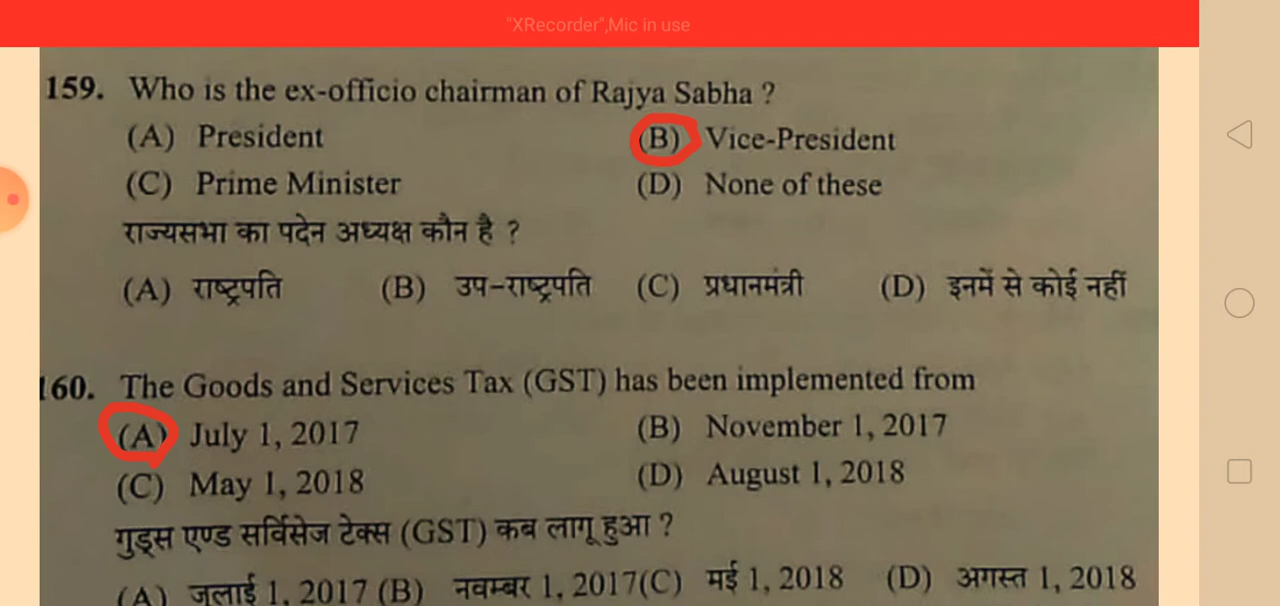 "XRecorder",Mic in use
159. Who is the ex-officio chairman of Rajya Sabha ?
(A) President (B) Vice-President
(C) Prime Minister (D) None of these
राज्यसभा का पदेन अध्यक्ष कौन है ?
(A) राष्ट्रपति (B) उप-राष्ट्रपति (C) प्रधानमंत्री (D) इनमें से कोई नहीं
160. The Goods and Services Tax (GST) has been implemented from
(A) July 1, 2017 (B) November 1, 2017
(C) May 1, 2018 (D) August 1, 2018
गुड्स एण्ड सर्विसेज टेक्स (GST) कब लागू हुआ ?
(A) जुलाई 1, 2017 (B) नवम्बर 1, 2017(C) मई 1, 2018 (D) अगस्त 1, 2018